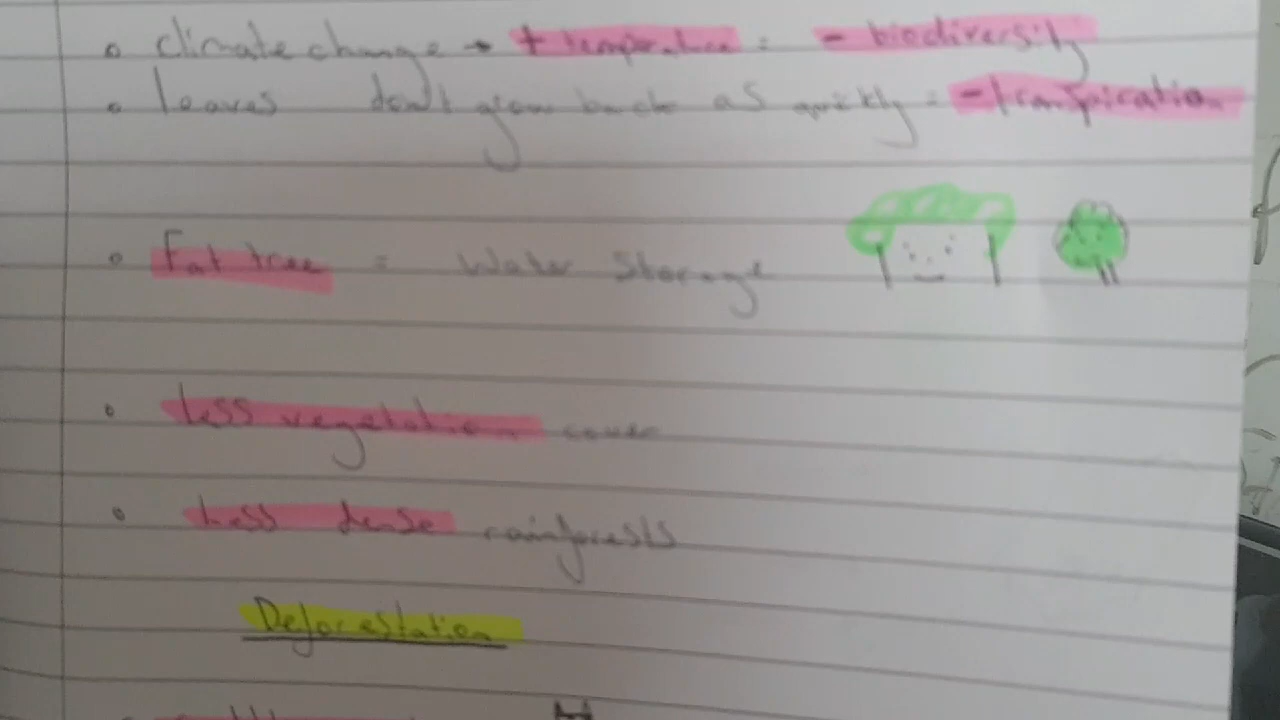 climate change → + temperature = - biodiversity
leaves don't grow back as quickly = - transpiration
Fat tree = Water Storage
Less vegetation cover
Less dense rainforests
Deforestation